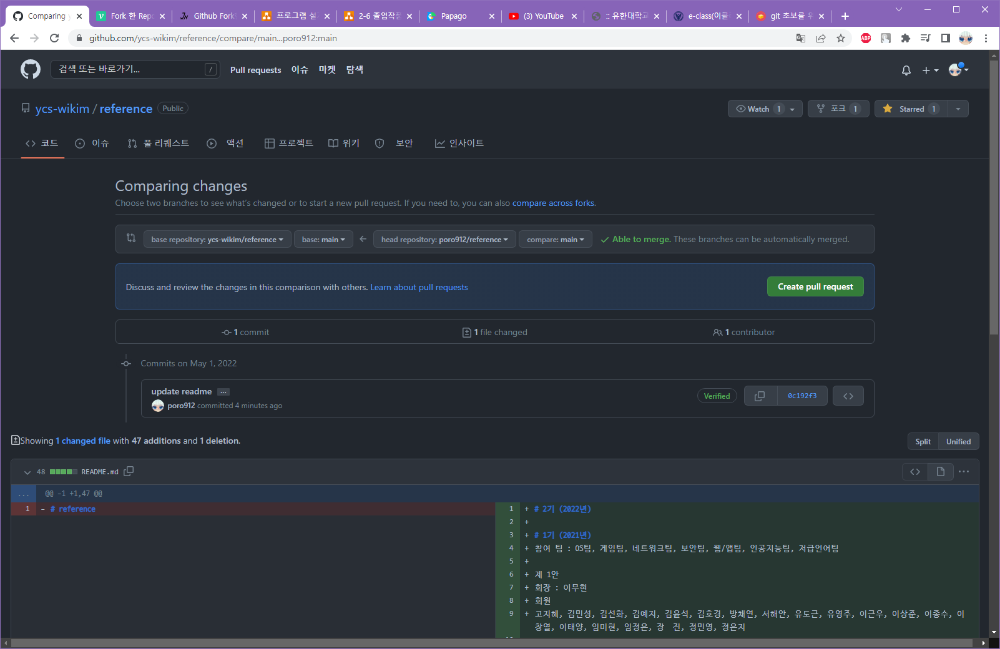 Comparing
Fork 한 Repo
Github Fork
프로그램 설
2-6 졸업작품
Papago
(3) YouTube
:: 유한대학교
e-class(이클
git 초보를 위
github.com/ycs-wikim/reference/compare/main...poro912:main
ABP
검색 또는 바로가기...
/
Pull requests
이슈
마켓
탐색
ycs-wikim / reference
Public
Watch 1
포크 1
Starred 1
코드
이슈
풀 리퀘스트
액션
프로젝트
위키
보안
인사이트
Comparing changes
Choose two branches to see what's changed or to start a new pull request. If you need to, you can also compare across forks.
base repository: ycs-wikim/reference
base: main
head repository: poro912/reference
compare: main
Able to merge. These branches can be automatically merged.
Discuss and review the changes in this comparison with others. Learn about pull requests
Create pull request
1 commit
1 file changed
1 contributor
Commits on May 1, 2022
update readme ...
Verified
0c192f3
poro912 committed 4 minutes ago
Showing 1 changed file with 47 additions and 1 deletion.
Split
Unified
48
README.md
...
@@ -1 +1,47 @@
1 - # reference
1 + # 2기 (2022년)
2 +
3 + # 1기 (2021년)
4 + 참여 팀 : OS팀, 게임팀, 네트워크팀, 보안팀, 웹/앱팀, 인공지능팀, 저급언어팀
5 +
6 + 제 1안
7 + 회장 : 이무현
8 + 회원
9 + 고지혜, 김민성, 김선화, 김예지, 김윤석, 김호경, 방채연, 서해안, 유도근, 유영주, 이근우, 이상준, 이종수, 이
창열, 이태양, 임미현, 임정은, 장 진, 정민영, 정은지